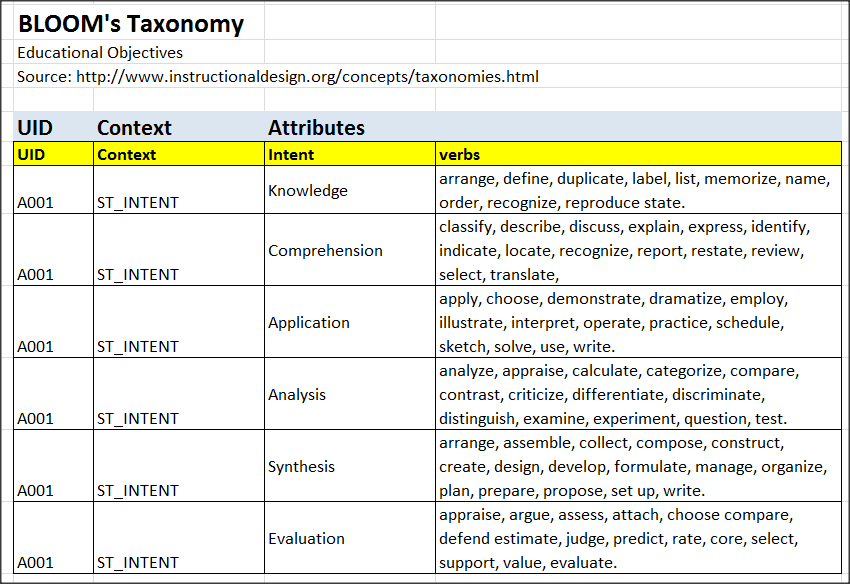 BLOOM's Taxonomy
Educational Objectives
Source: http://www.instructionaldesign.org/concepts/taxonomies.html
UID Context Attributes
UID Context Intent verbs
A001 ST_INTENT Knowledge arrange, define, duplicate, label, list, memorize, name,
order, recognize, reproduce state.
A001 ST_INTENT Comprehension classify, describe, discuss, explain, express, identify,
indicate, locate, recognize, report, restate, review,
select, translate,
A001 ST_INTENT Application apply, choose, demonstrate, dramatize, employ,
illustrate, interpret, operate, practice, schedule,
sketch, solve, use, write.
A001 ST_INTENT Analysis analyze, appraise, calculate, categorize, compare,
contrast, criticize, differentiate, discriminate,
distinguish, examine, experiment, question, test.
A001 ST_INTENT Synthesis arrange, assemble, collect, compose, construct,
create, design, develop, formulate, manage, organize,
plan, prepare, propose, set up, write.
A001 ST_INTENT Evaluation appraise, argue, assess, attach, choose compare,
defend estimate, judge, predict, rate, core, select,
support, value, evaluate.